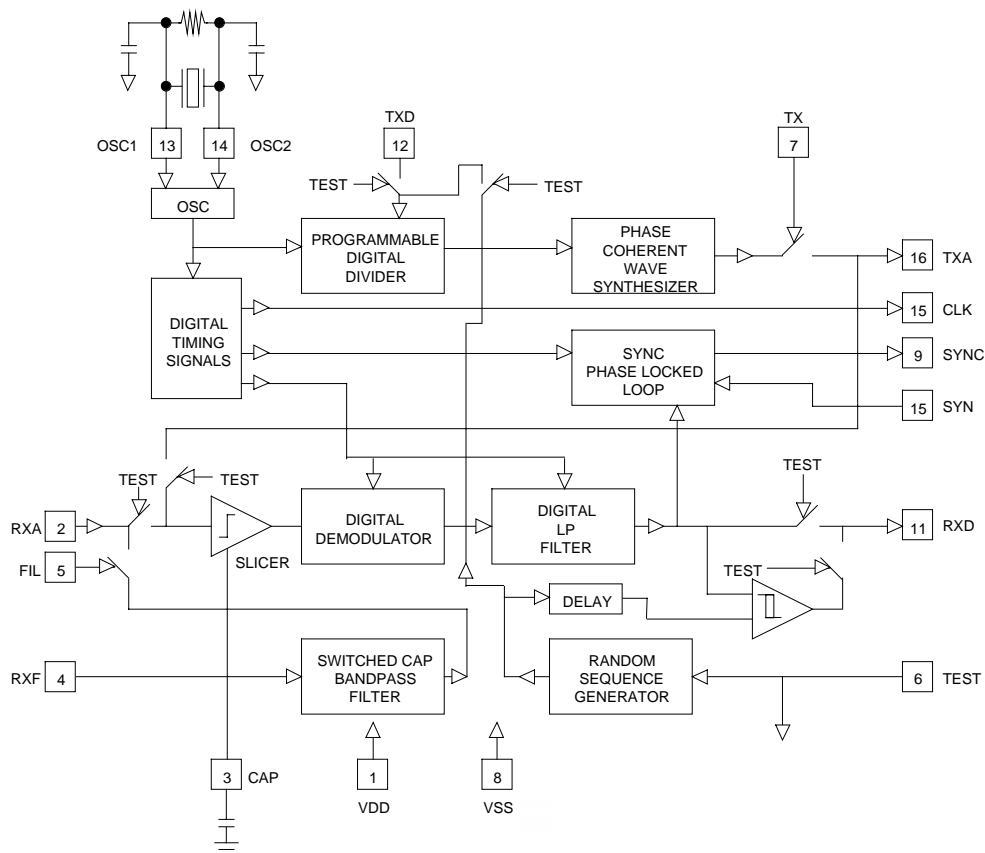 TXD
TX
12
7
OSC1 13 14 OSC2
TEST
TEST
OSC
PROGRAMMABLE
DIGITAL
DIVIDER
PHASE
COHERENT
WAVE
SYNTHESIZER
16 TXA
DIGITAL
TIMING
SIGNALS
15 CLK
SYNC
PHASE LOCKED
LOOP
9 SYNC
15 SYN
TEST
TEST
TEST
RXA 2
SLICER
DIGITAL
DEMODULATOR
DIGITAL
LP
FILTER
11 RXD
FIL 5
TEST
DELAY
RXF 4
SWITCHED CAP
BANDPASS
FILTER
RANDOM
SEQUENCE
GENERATOR
6 TEST
3 CAP
1
VDD
8
VSS